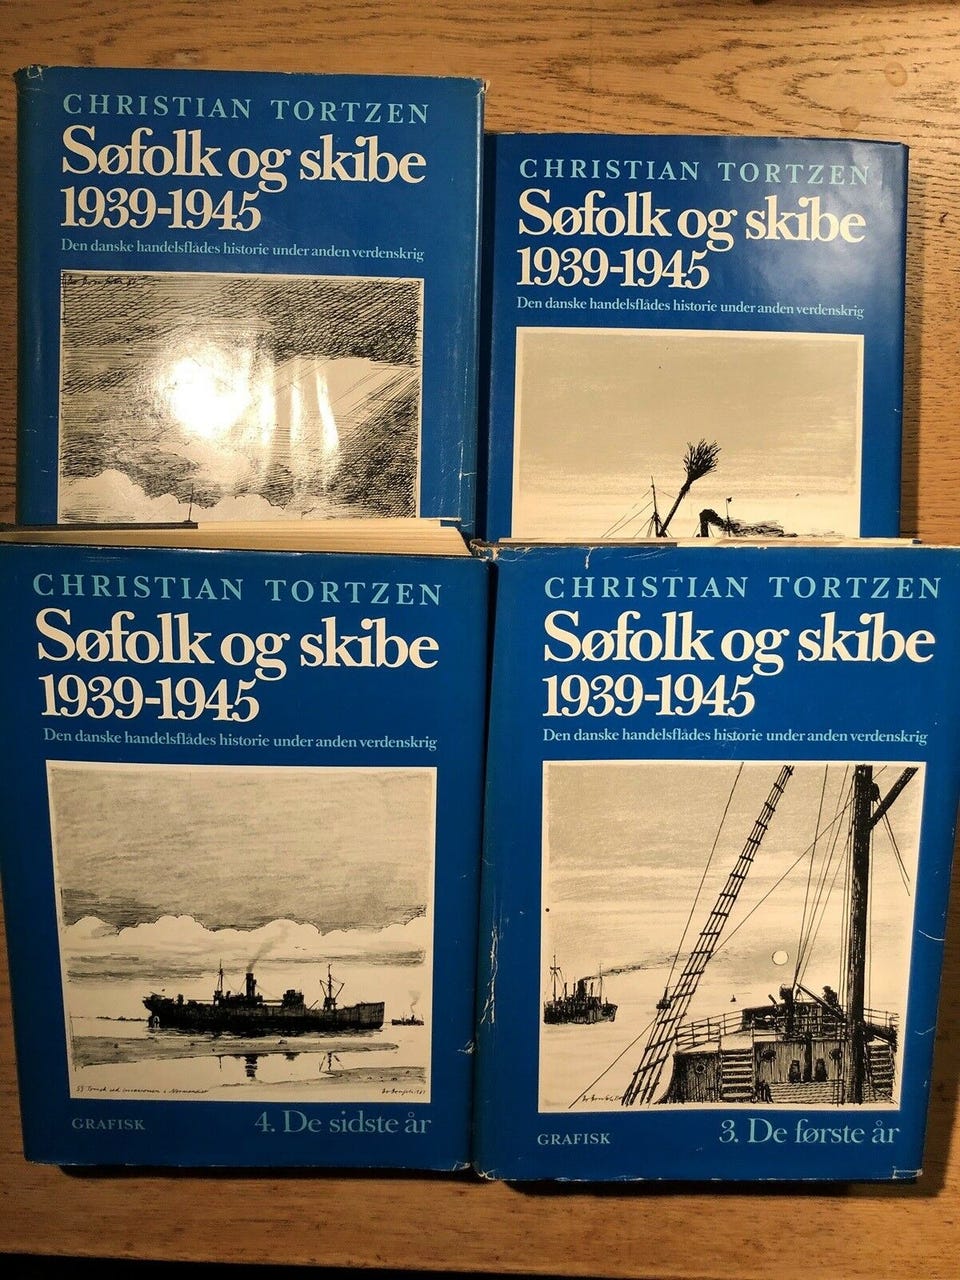 CHRISTIAN TORTZEN
Søfolk og skibe
1939-1945
Den danske handelsflådes historie under anden verdenskrig
CHRISTIAN TORTZEN
Søfolk og skibe
1939-1945
Den danske handelsflådes historie under anden verdenskrig
CHRISTIAN TORTZEN
Søfolk og skibe
1939-1945
Den danske handelsflådes historie under anden verdenskrig
GRAFISK
4. De sidste år
CHRISTIAN TORTZEN
Søfolk og skibe
1939-1945
Den danske handelsflådes historie under anden verdenskrig
GRAFISK
3. De første år